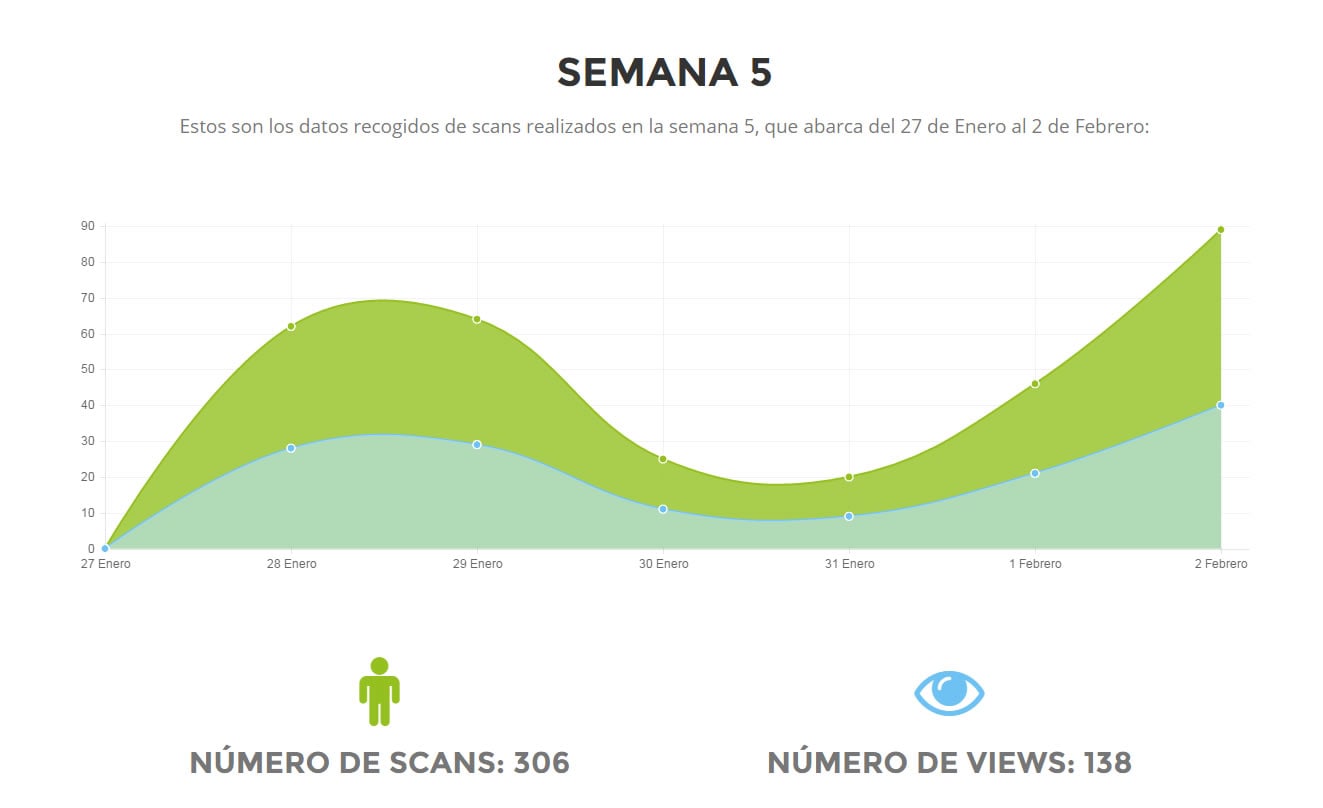 SEMANA 5
Estos son los datos recogidos de scans realizados en la semana 5, que abarca del 27 de Enero al 2 de Febrero:
90
80
70
60
50
40
30
20
10
0
27 Enero 28 Enero 29 Enero 30 Enero 31 Enero 1 Febrero 2 Febrero
NÚMERO DE SCANS: 306 NÚMERO DE VIEWS: 138